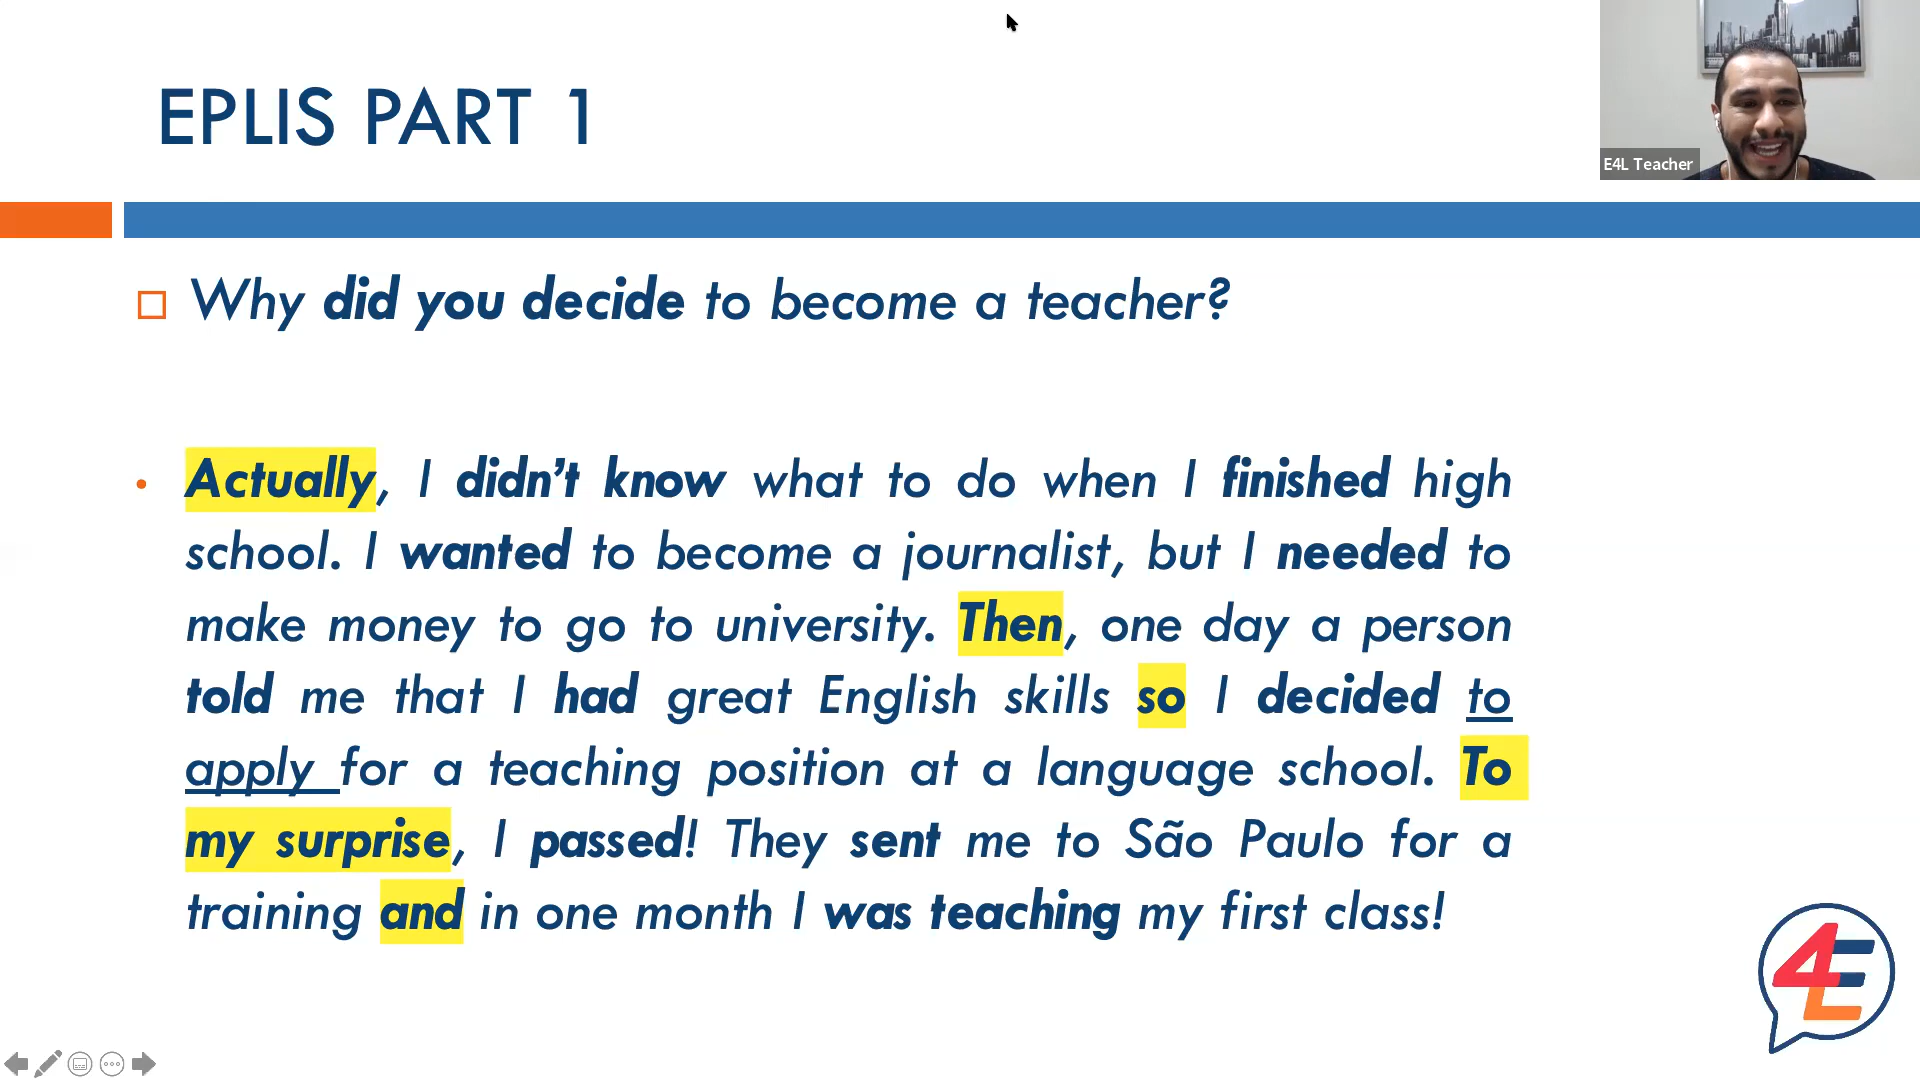 EPLIS PART 1
E4L Teacher
Why did you decide to become a teacher?
Actually, I didn’t know what to do when I finished high
school. I wanted to become a journalist, but I needed to
make money to go to university. Then, one day a person
told me that I had great English skills so I decided to
apply for a teaching position at a language school. To
my surprise, I passed! They sent me to São Paulo for a
training and in one month I was teaching my first class!
4E